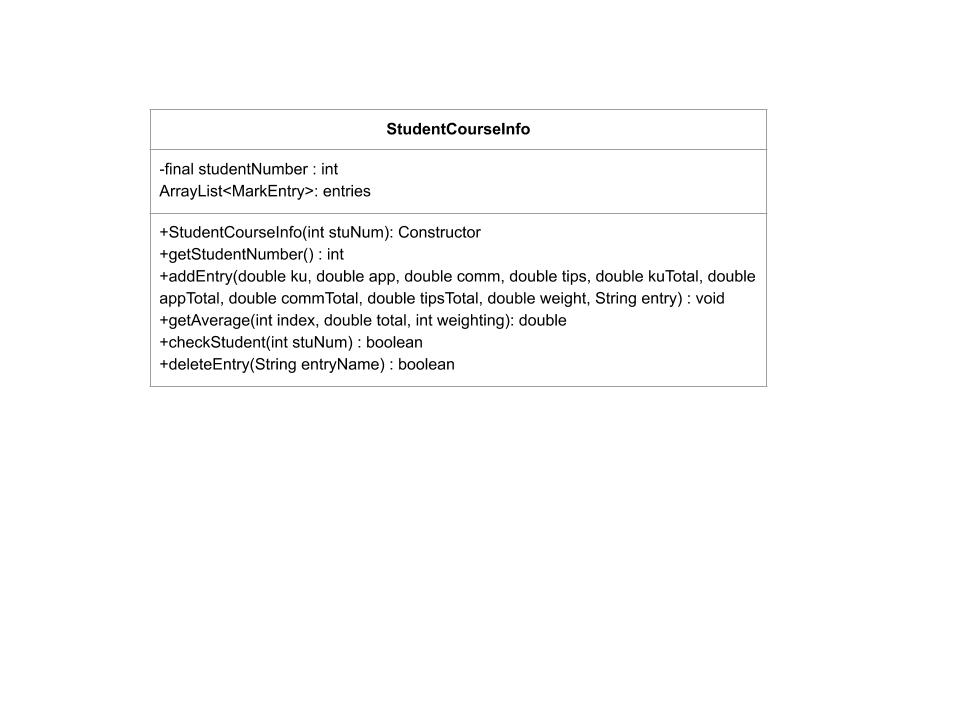 StudentCourseInfo
-final studentNumber : int
ArrayList<MarkEntry>: entries
+StudentCourseInfo(int stuNum): Constructor
+getStudentNumber() : int
+addEntry(double ku, double app, double comm, double tips, double kuTotal, double
appTotal, double commTotal, double tipsTotal, double weight, String entry) : void
+getAverage(int index, double total, int weighting): double
+checkStudent(int stuNum) : boolean
+deleteEntry(String entryName) : boolean